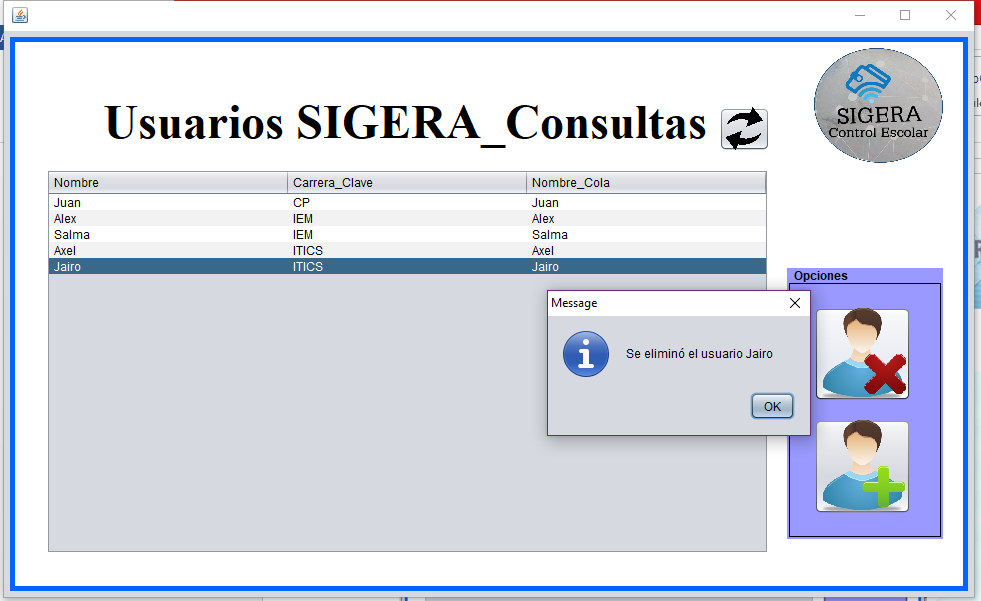 Usuarios SIGERA_Consultas
SIGERA
Control Escolar
Nombre Carrera_Clave Nombre_Cola
Juan CP Juan
Alex IEM Alex
Salma IEM Salma
Axel ITICS Axel
Jairo ITICS Jairo
Opciones
Message
Se eliminó el usuario Jairo
OK